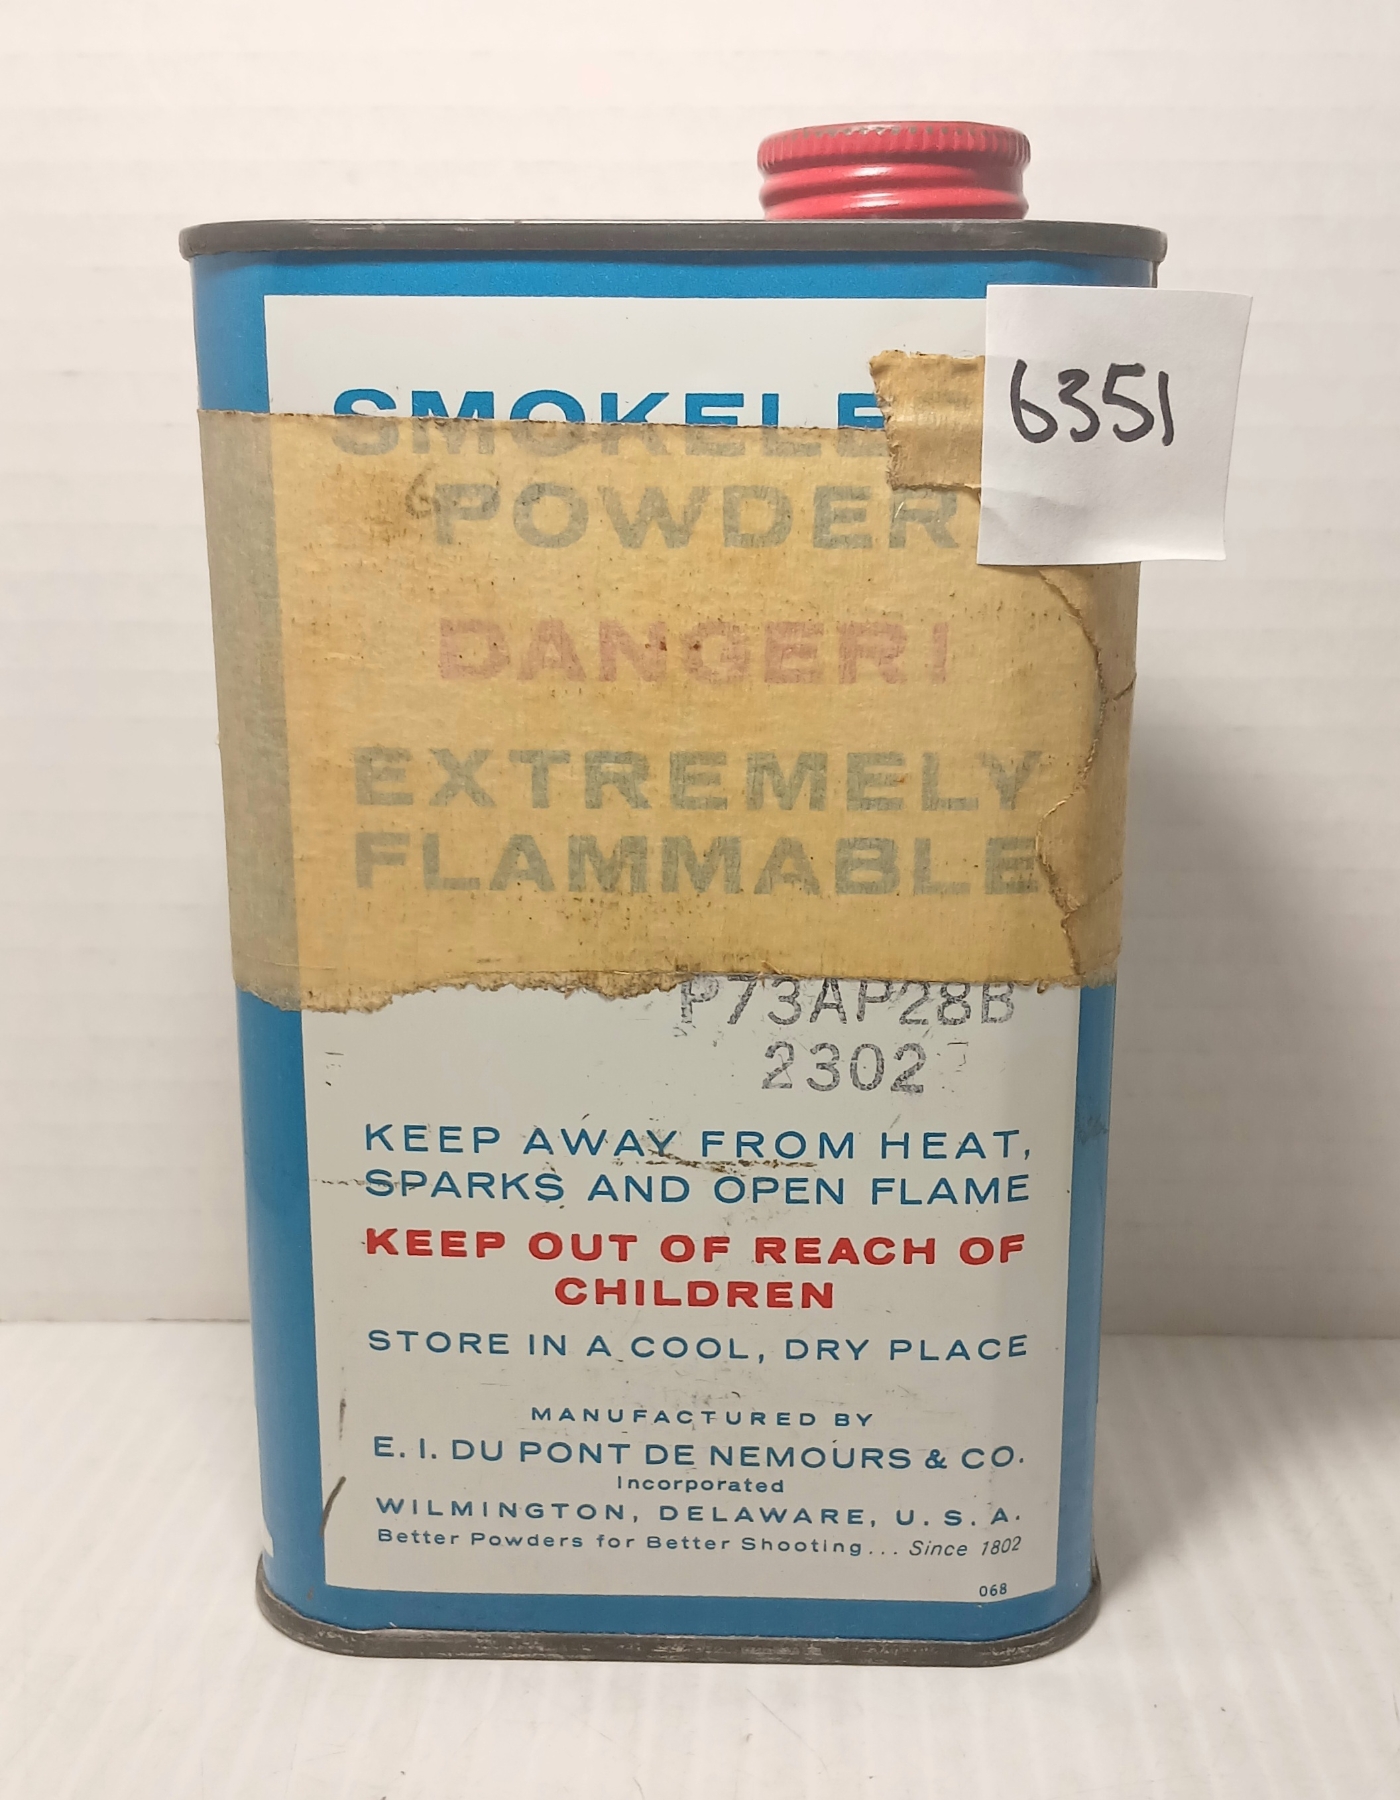 6351
SMOKELE
POWDER
DANGER!
EXTREMELY
FLAMMABLE
P73AP28B
2302
KEEP AWAY FROM HEAT,
SPARKS AND OPEN FLAME
KEEP OUT OF REACH OF
CHILDREN
STORE IN A COOL, DRY PLACE
MANUFACTURED BY
E. I. DU PONT DE NEMOURS & CO.
Incorporated
WILMINGTON, DELAWARE, U. S. A.
Better Powders for Better Shooting... Since 1802
068